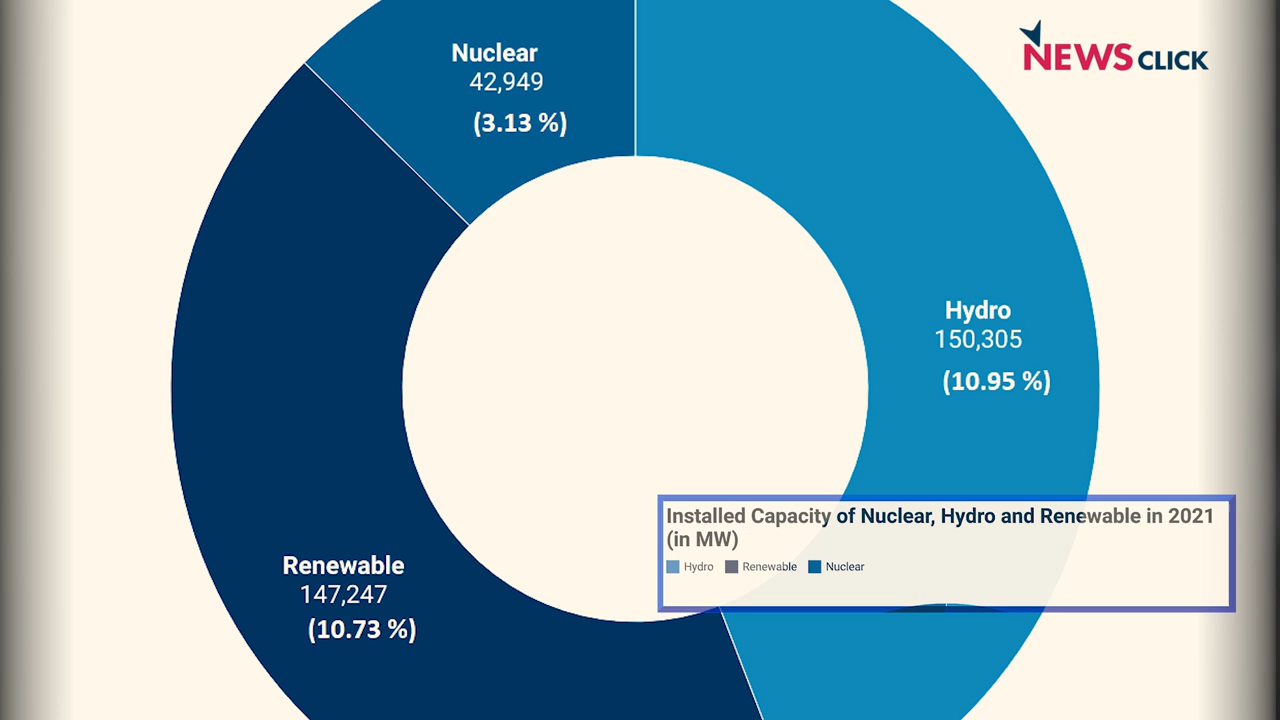 NEWS CLICK
Nuclear
42,949
(3.13 %)
Hydro
150,305
(10.95 %)
Installed Capacity of Nuclear, Hydro and Renewable in 2021
(in MW)
Hydro Renewable Nuclear
Renewable
147,247
(10.73 %)